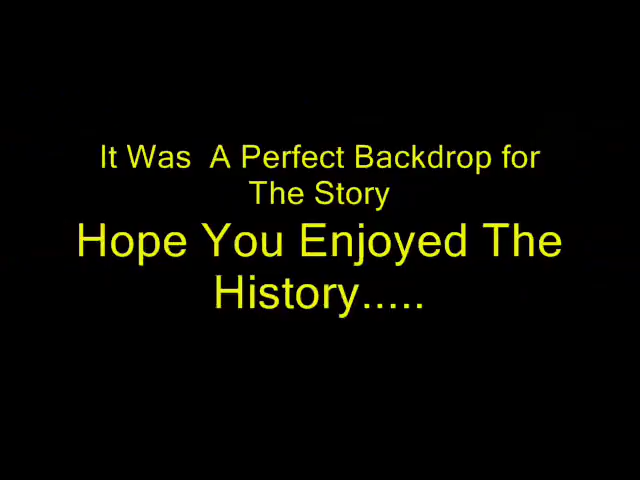 It Was  A Perfect Backdrop for
The Story
Hope You Enjoyed The
History.....